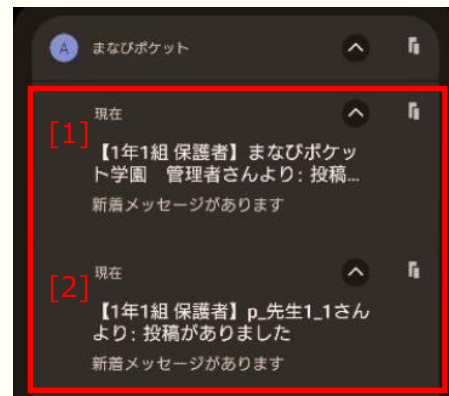 A まなびポケット
現在
[1]
【1年1組 保護者】まなびポケッ
ト学園　管理者さんより: 投稿...
新着メッセージがあります
現在
[2]
【1年1組 保護者】p_先生1_1さん
より: 投稿がありました
新着メッセージがあります